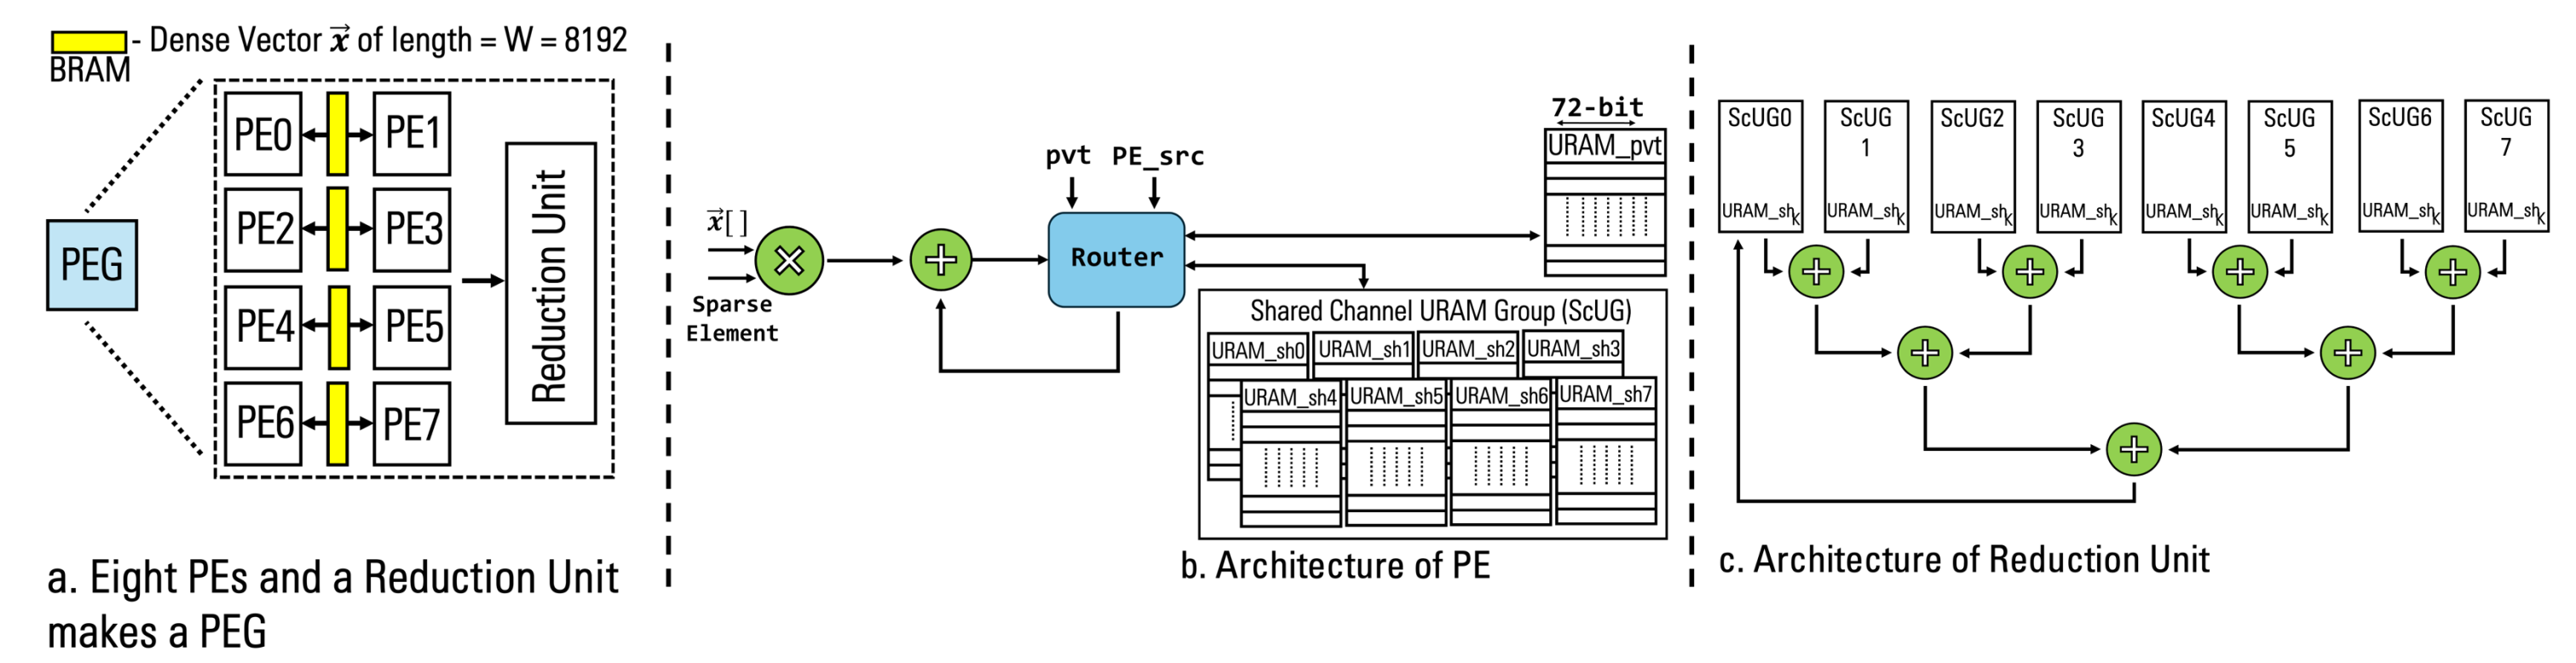 - Dense Vector x⃗ of length = W = 8192
BRAM
PEG
PE0
PE1
PE2
PE3
PE4
PE5
PE6
PE7
Reduction Unit
a. Eight PEs and a Reduction Unit
makes a PEG
x⃗[ ]
Sparse
Element
pvt
PE_src
Router
72-bit
URAM_pvt
Shared Channel URAM Group (ScUG)
URAM_sh0
URAM_sh1
URAM_sh2
URAM_sh3
URAM_sh4
URAM_sh5
URAM_sh6
URAM_sh7
b. Architecture of PE
ScUG0
URAM_shK
ScUG
1
URAM_shK
ScUG2
URAM_shK
ScUG
3
URAM_shK
ScUG4
URAM_shK
ScUG
5
URAM_shK
ScUG6
URAM_shK
ScUG
7
URAM_shK
c. Architecture of Reduction Unit